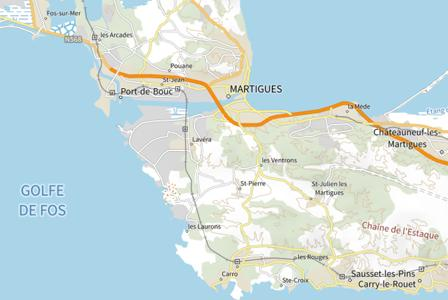 Fos-sur-Mer
N568
les Arcades
Pouane
St-Jean
Port-de-Bouc
MARTIGUES
la Mède
Étang
Châteauneuf-les-
Martigues
Lavéra
les Ventrons
GOLFE
DE FOS
St-Pierre
St-Julien les
Martigues
Chaîne de l'Estaque
les Laurons
les Rouges
Carro
Ste-Croix
Sausset-les-Pins
Carry-le-Rouet